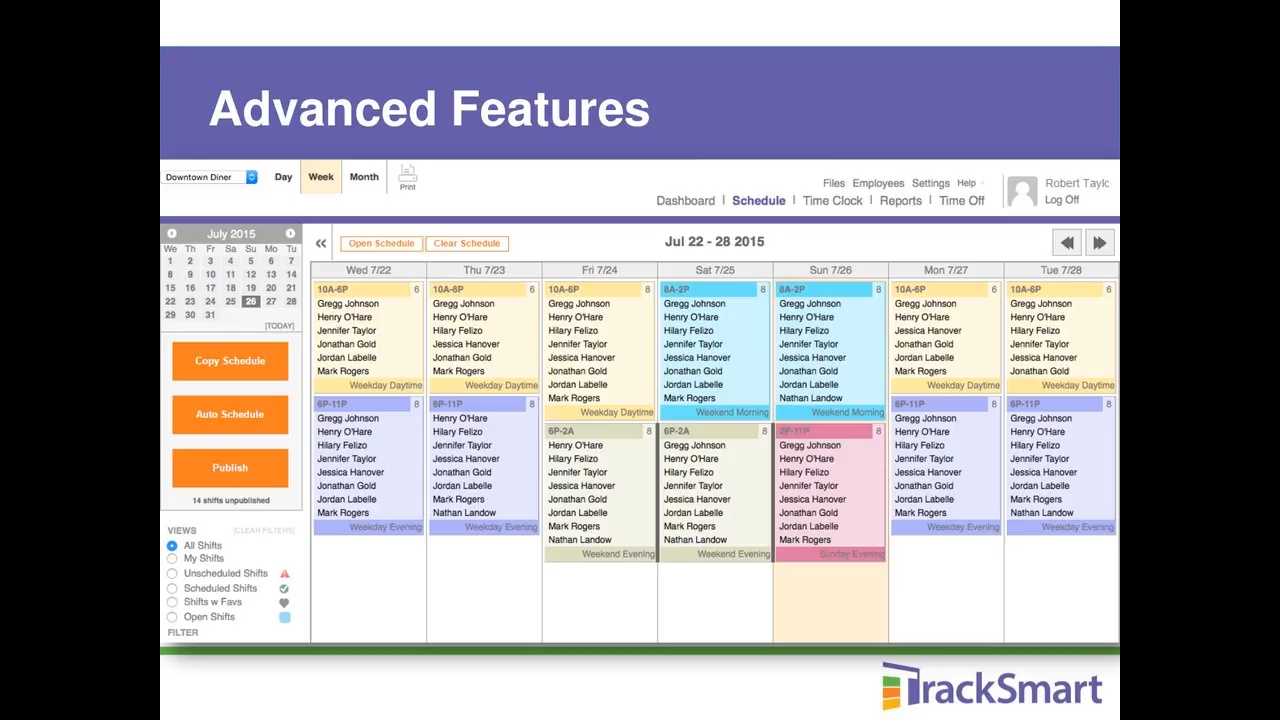 Advanced Features
Downtown Diner
Day
Week
Month
Print
Files Employees Settings Help
Dashboard | Schedule | Time Clock | Reports | Time Off
Robert Taylc
Log Off
July 2015
We Th Fr Sa Su Mo Tu
1 2 3 4 5 6 7
8 9 10 11 12 13 14
15 16 17 18 19 20 21
22 23 24 25 26 27 28
29 30 31
[TODAY]
Copy Schedule
Auto Schedule
Publish
14 shifts unpublished
VIEWS [CLEAR FILTERS]
All Shifts
My Shifts
Unscheduled Shifts
Scheduled Shifts
Shifts w Favs
Open Shifts
FILTER
«
Open Schedule
Clear Schedule
Jul 22 - 28 2015
Wed 7/22
10A-6P 6
Gregg Johnson
Henry O'Hare
Jennifer Taylor
Jonathan Gold
Jordan Labelle
Mark Rogers
Weekday Daytime
6P-11P 8
Gregg Johnson
Henry O'Hare
Hilary Felizo
Jennifer Taylor
Jessica Hanover
Jonathan Gold
Jordan Labelle
Mark Rogers
Weekday Evening
Thu 7/23
10A-6P 6
Gregg Johnson
Henry O'Hare
Hilary Felizo
Jessica Hanover
Jonathan Gold
Mark Rogers
Weekday Daytime
6P-11P 8
Henry O'Hare
Hilary Felizo
Jennifer Taylor
Jessica Hanover
Jonathan Gold
Jordan Labelle
Mark Rogers
Nathan Landow
Weekday Evening
Fri 7/24
10A-6P 8
Gregg Johnson
Henry O'Hare
Hilary Felizo
Jennifer Taylor
Jessica Hanover
Jonathan Gold
Jordan Labelle
Mark Rogers
Weekday Daytime
6P-2A 8
Henry O'Hare
Hilary Felizo
Jennifer Taylor
Jessica Hanover
Jonathan Gold
Jordan Labelle
Mark Rogers
Nathan Landow
Weekend Evening
Sat 7/25
8A-2P 8
Gregg Johnson
Henry O'Hare
Hilary Felizo
Jennifer Taylor
Jessica Hanover
Jonathan Gold
Jordan Labelle
Mark Rogers
Weekend Morning
6P-2A 8
Gregg Johnson
Henry O'Hare
Hilary Felizo
Jennifer Taylor
Jessica Hanover
Jonathan Gold
Mark Rogers
Nathan Landow
Weekend Evening
Sun 7/26
8A-2P 8
Gregg Johnson
Henry O'Hare
Hilary Felizo
Jennifer Taylor
Jessica Hanover
Jonathan Gold
Jordan Labelle
Nathan Landow
Weekend Morning
2P-11P 8
Gregg Johnson
Henry O'Hare
Hilary Felizo
Jennifer Taylor
Jessica Hanover
Jonathan Gold
Jordan Labelle
Mark Rogers
Sunday Evening
Mon 7/27
10A-6P 6
Gregg Johnson
Henry O'Hare
Jessica Hanover
Jonathan Gold
Jordan Labelle
Mark Rogers
Weekday Daytime
6P-11P 8
Gregg Johnson
Henry O'Hare
Hilary Felizo
Jennifer Taylor
Jessica Hanover
Jonathan Gold
Jordan Labelle
Mark Rogers
Weekday Evening
Tue 7/28
10A-6P 6
Gregg Johnson
Henry O'Hare
Hilary Felizo
Jennifer Taylor
Jessica Hanover
Jonathan Gold
Weekday Daytime
6P-11P 8
Gregg Johnson
Henry O'Hare
Hilary Felizo
Jennifer Taylor
Jessica Hanover
Jordan Labelle
Mark Rogers
Nathan Landow
Weekday Evening
TrackSmart